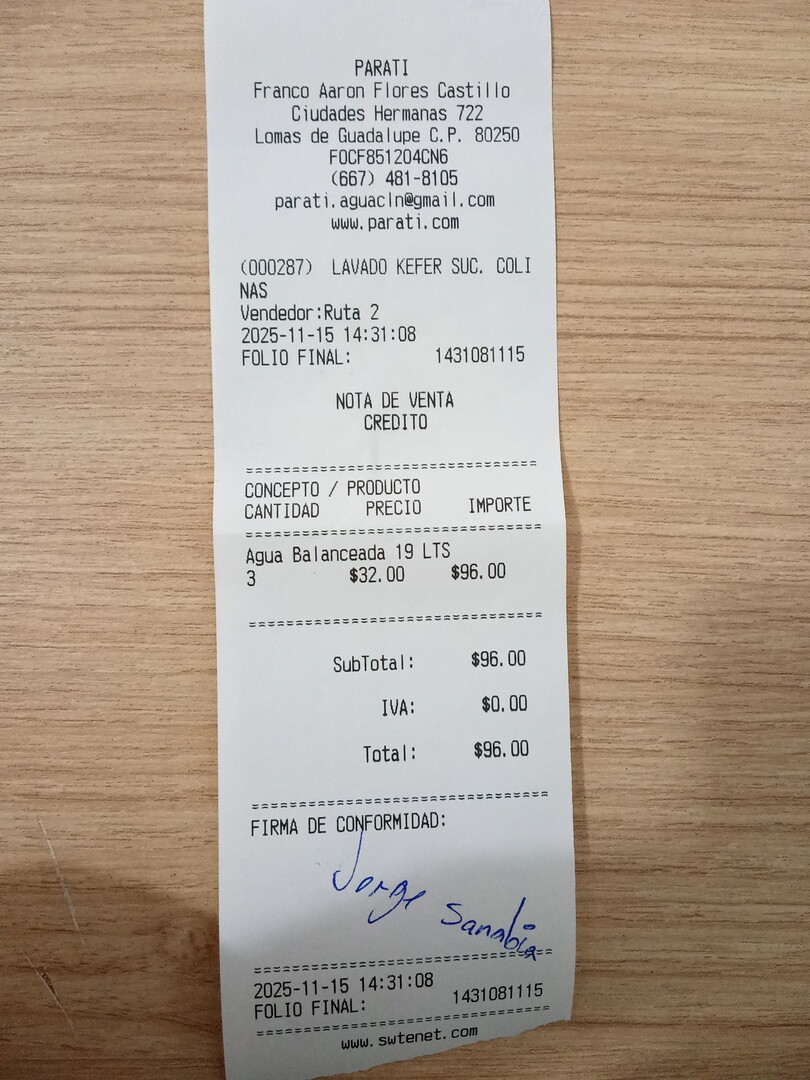 PARATI
Franco Aaron Flores Castillo
Ciudades Hermanas 722
Lomas de Guadalupe C.P. 80250
FOCF851204CN6
(667) 481-8105
parati.aguacln@gmail.com
www.parati.com
(000287) LAVADO KEFER SUC. COLI
NAS
Vendedor:Ruta 2
2025-11-15 14:31:08
FOLIO FINAL: 1431081115
NOTA DE VENTA
CREDITO
================================
CONCEPTO / PRODUCTO
CANTIDAD PRECIO IMPORTE
================================
Agua Balanceada 19 LTS
3 $32.00 $96.00
================================
SubTotal: $96.00
IVA: $0.00
Total: $96.00
================================
FIRMA DE CONFORMIDAD:
Jorge Sanabia
================================
2025-11-15 14:31:08
FOLIO FINAL: 1431081115
================================
www.swtenet.com